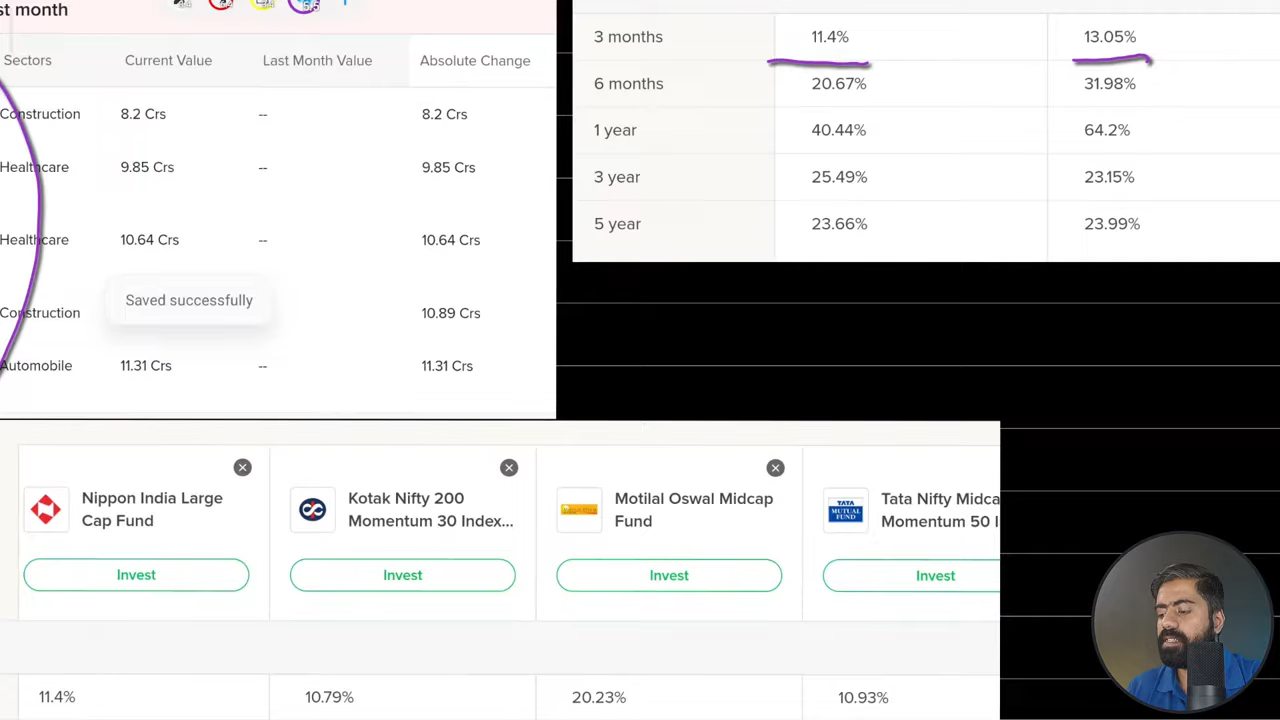 st month
Sectors Current Value Last Month Value Absolute Change
Construction 8.2 Crs -- 8.2 Crs
Healthcare 9.85 Crs -- 9.85 Crs
Healthcare 10.64 Crs -- 10.64 Crs
Saved successfully
Construction 10.89 Crs
Automobile 11.31 Crs -- 11.31 Crs
3 months 11.4% 13.05%
6 months 20.67% 31.98%
1 year 40.44% 64.2%
3 year 25.49% 23.15%
5 year 23.66% 23.99%
Nippon India Large
Cap Fund
Invest
11.4%
Kotak Nifty 200
Momentum 30 Index...
Invest
10.79%
Motilal Oswal Midcap
Fund
Invest
20.23%
TATA
MUTUAL
FUND
Tata Nifty Midca
Momentum 50 I
Invest
10.93%